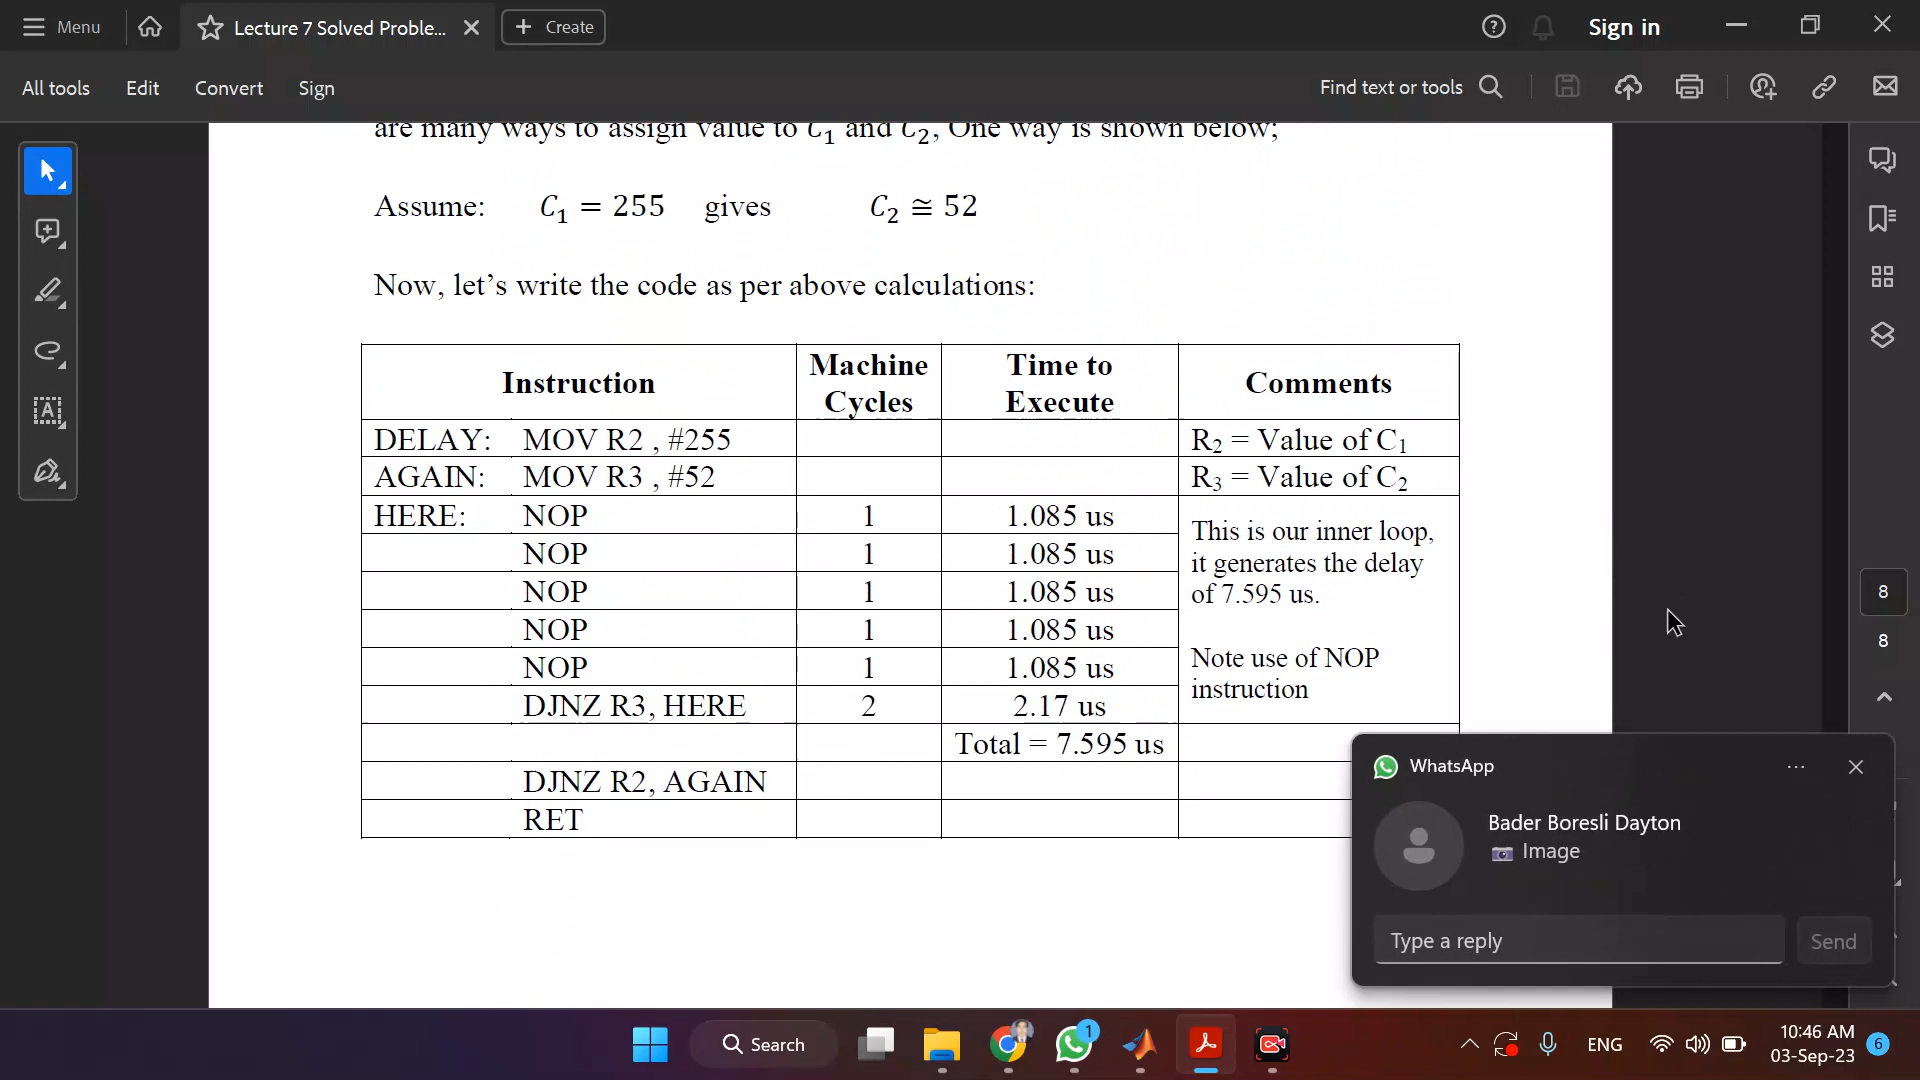 Menu
Lecture 7 Solved Proble...
Create
Sign in
All tools Edit Convert Sign
Find text or tools
are many ways to assign value to C₁ and C₂, One way is shown below;
Assume: C₁ = 255 gives C₂ ≅ 52
Now, let's write the code as per above calculations:
Instruction Machine Cycles Time to Execute Comments
DELAY: MOV R2 , #255 R₂ = Value of C₁
AGAIN: MOV R3 , #52 R₃ = Value of C₂
HERE: NOP 1 1.085 us
NOP 1 1.085 us
NOP 1 1.085 us
NOP 1 1.085 us
NOP 1 1.085 us
DJNZ R3, HERE 2 2.17 us
This is our inner loop,
it generates the delay
of 7.595 us.
Note use of NOP
instruction
Total = 7.595 us
DJNZ R2, AGAIN
RET
8
8
WhatsApp
Bader Boresli Dayton
Image
Type a reply
Send
Search
1
ENG
10:46 AM
03-Sep-23
6